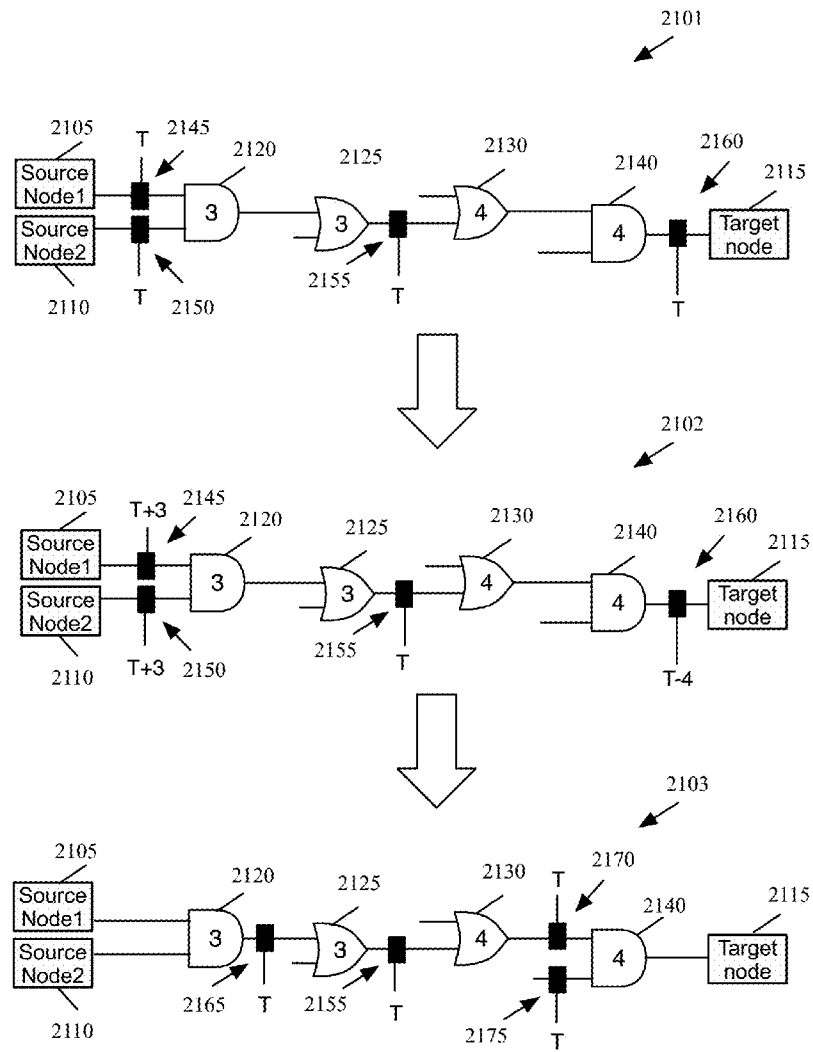 2101
2105
T
2145
2120
2125
2130
2140
2160
2115
Source
Node1
3
3
4
4
Target
node
Source
Node2
2110
T
2150
2155
T
T
2102
2105
T+3
2145
2120
2125
2130
2140
2160
2115
Source
Node1
3
3
4
4
Target
node
Source
Node2
2110
T+3
2150
2155
T
T-4
2103
2105
2120
2125
2130
T
2170
2140
2115
Source
Node1
3
3
4
4
Target
node
Source
Node2
2110
2165
T
2155
T
2175
T